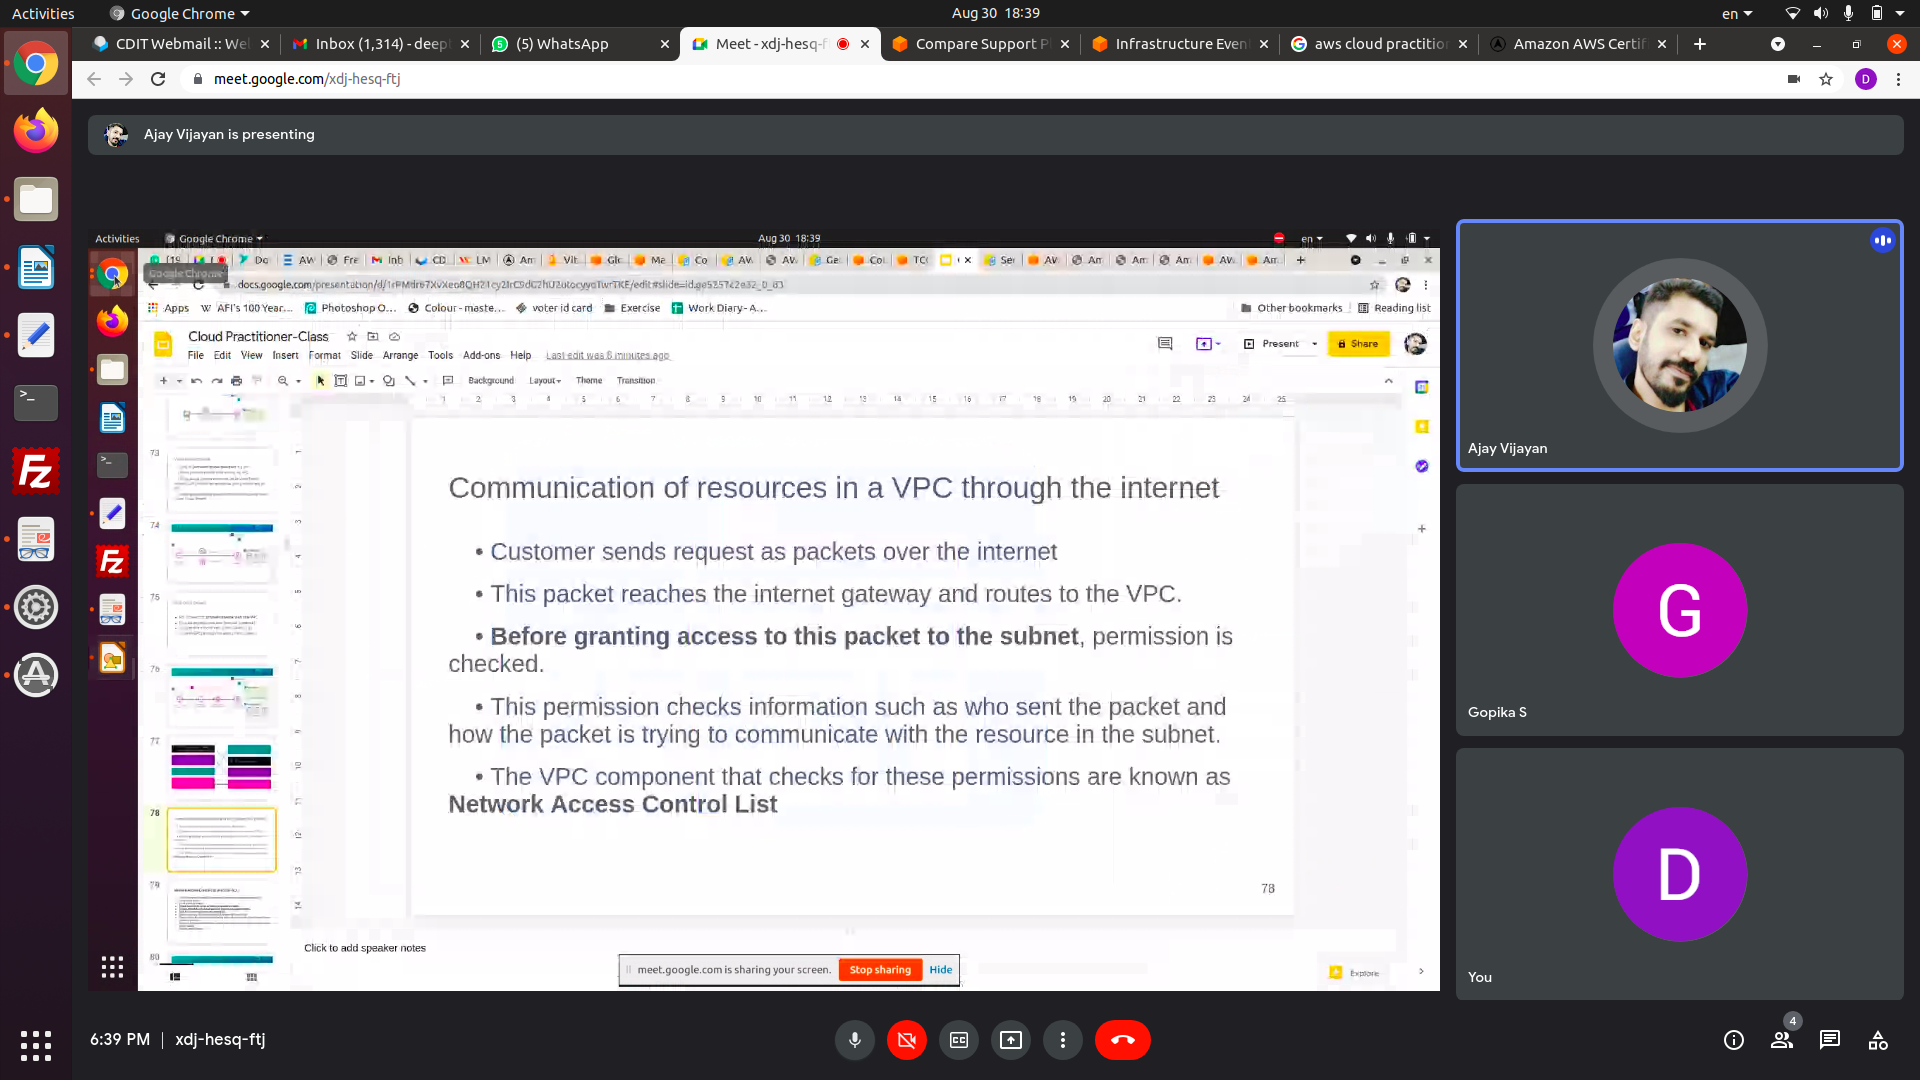 Activities
Google Chrome
Aug 30 18:39
en
CDIT Webmail :: We
Inbox (1,314) - deep
(5) WhatsApp
Meet - xdj-hesq-f
Compare Support P
Infrastructure Even
aws cloud practitio
Amazon AWS Certif
meet.google.com/xdj-hesq-ftj
D
Ajay Vijayan is presenting
Activities
Google Chrome
Aug 30 18:39
en
Apps
AFI's 100 Year...
Photoshop O...
Colour - maste...
voter id card
Exercise
Work Diary- A...
Other bookmarks
Reading list
Cloud Practitioner-Class
File Edit View Insert Format Slide Arrange Tools Add-ons Help
Last edit was 6 minutes ago
Present
Share
Background Layout Theme Transition
73
74
75
76
77
78
79
80
Communication of resources in a VPC through the internet
• Customer sends request as packets over the internet
• This packet reaches the internet gateway and routes to the VPC.
• Before granting access to this packet to the subnet, permission is
checked.
• This permission checks information such as who sent the packet and
how the packet is trying to communicate with the resource in the subnet.
• The VPC component that checks for these permissions are known as
Network Access Control List
78
Click to add speaker notes
meet.google.com is sharing your screen.
Stop sharing
Hide
Explore
Ajay Vijayan
G
Gopika S
D
You
6:39 PM | xdj-hesq-ftj
4